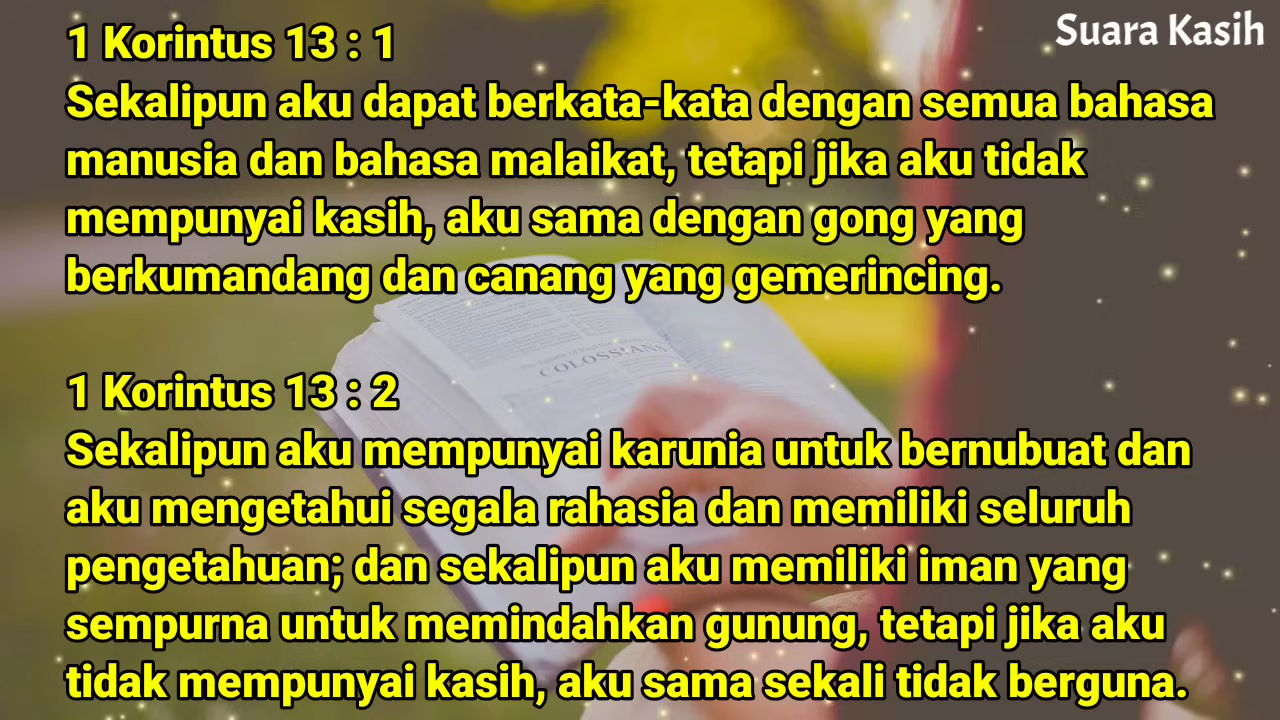 Suara Kasih
1 Korintus 13 : 1
Sekalipun aku dapat berkata-kata dengan semua bahasa
manusia dan bahasa malaikat, tetapi jika aku tidak
mempunyai kasih, aku sama dengan gong yang
berkumandang dan canang yang gemerincing.
COLOSSIANS
1 Korintus 13 : 2
Sekalipun aku mempunyai karunia untuk bernubuat dan
aku mengetahui segala rahasia dan memiliki seluruh
pengetahuan; dan sekalipun aku memiliki iman yang
sempurna untuk memindahkan gunung, tetapi jika aku
tidak mempunyai kasih, aku sama sekali tidak berguna.